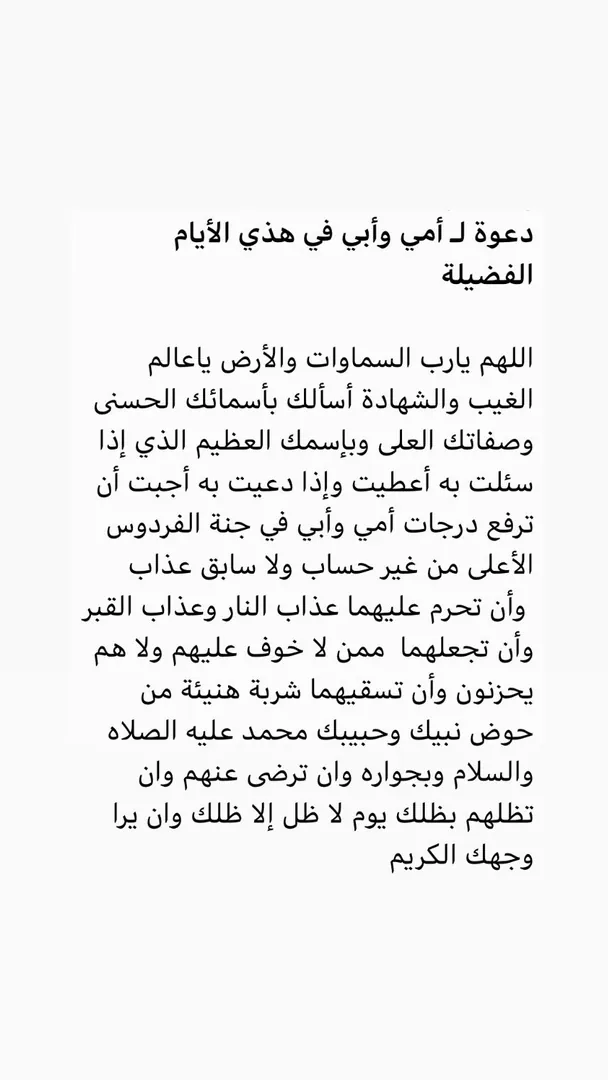 دعوة لـ أمي وأبي في هذي الأيام
الفضيلة
اللهم يارب السماوات والأرض ياعالم
الغيب والشهادة أسألك بأسمائك الحسنى
وصفاتك العلى وبإسمك العظيم الذي إذا
سئلت به أعطيت وإذا دعيت به أجبت أن
ترفع درجات أمي وأبي في جنة الفردوس
الأعلى من غير حساب ولا سابق عذاب
وأن تحرم عليهما عذاب النار وعذاب القبر
وأن تجعلهما ممن لا خوف عليهم ولا هم
يحزنون وأن تسقيهما شربة هنيئة من
حوض نبيك وحبيبك محمد عليه الصلاه
والسلام وبجواره وان ترضى عنهم وان
تظلهم بظلك يوم لا ظل إلا ظلك وان يرا
وجهك الكريم